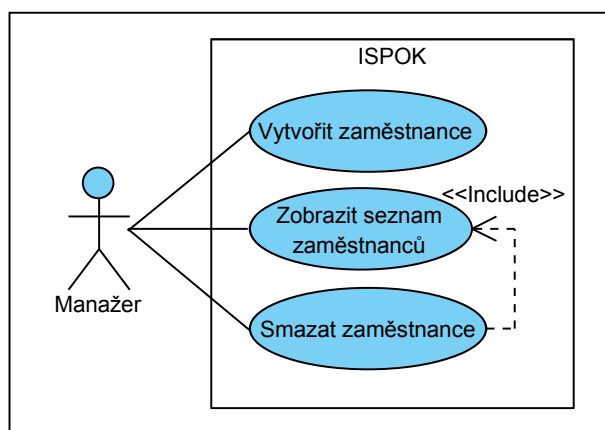 ISPOK
Vytvořit zaměstnance
<<Include>>
Zobrazit seznam
zaměstnanců
Manažer
Smazat zaměstnance